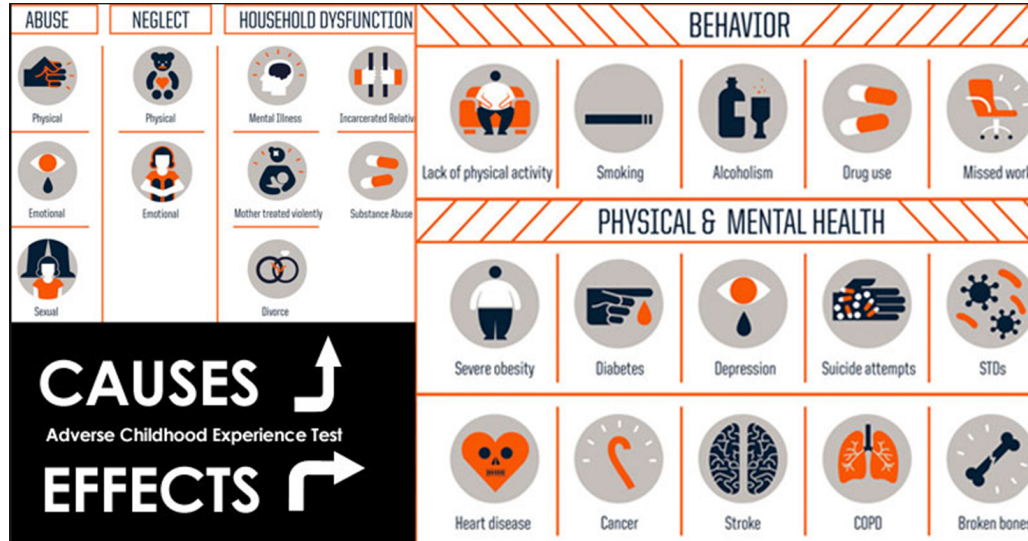 ABUSE
NEGLECT
HOUSEHOLD DYSFUNCTION
Physical
Physical
Mental Illness
Incarcerated Relativ
Emotional
Emotional
Mother treated violently
Substance Abuse
Sexual
Divorce
CAUSES
Adverse Childhood Experience Test
EFFECTS
BEHAVIOR
Lack of physical activity
Smoking
Alcoholism
Drug use
Missed work
PHYSICAL & MENTAL HEALTH
Severe obesity
Diabetes
Depression
Suicide attempts
STDs
Heart disease
Cancer
Stroke
COPD
Broken bones